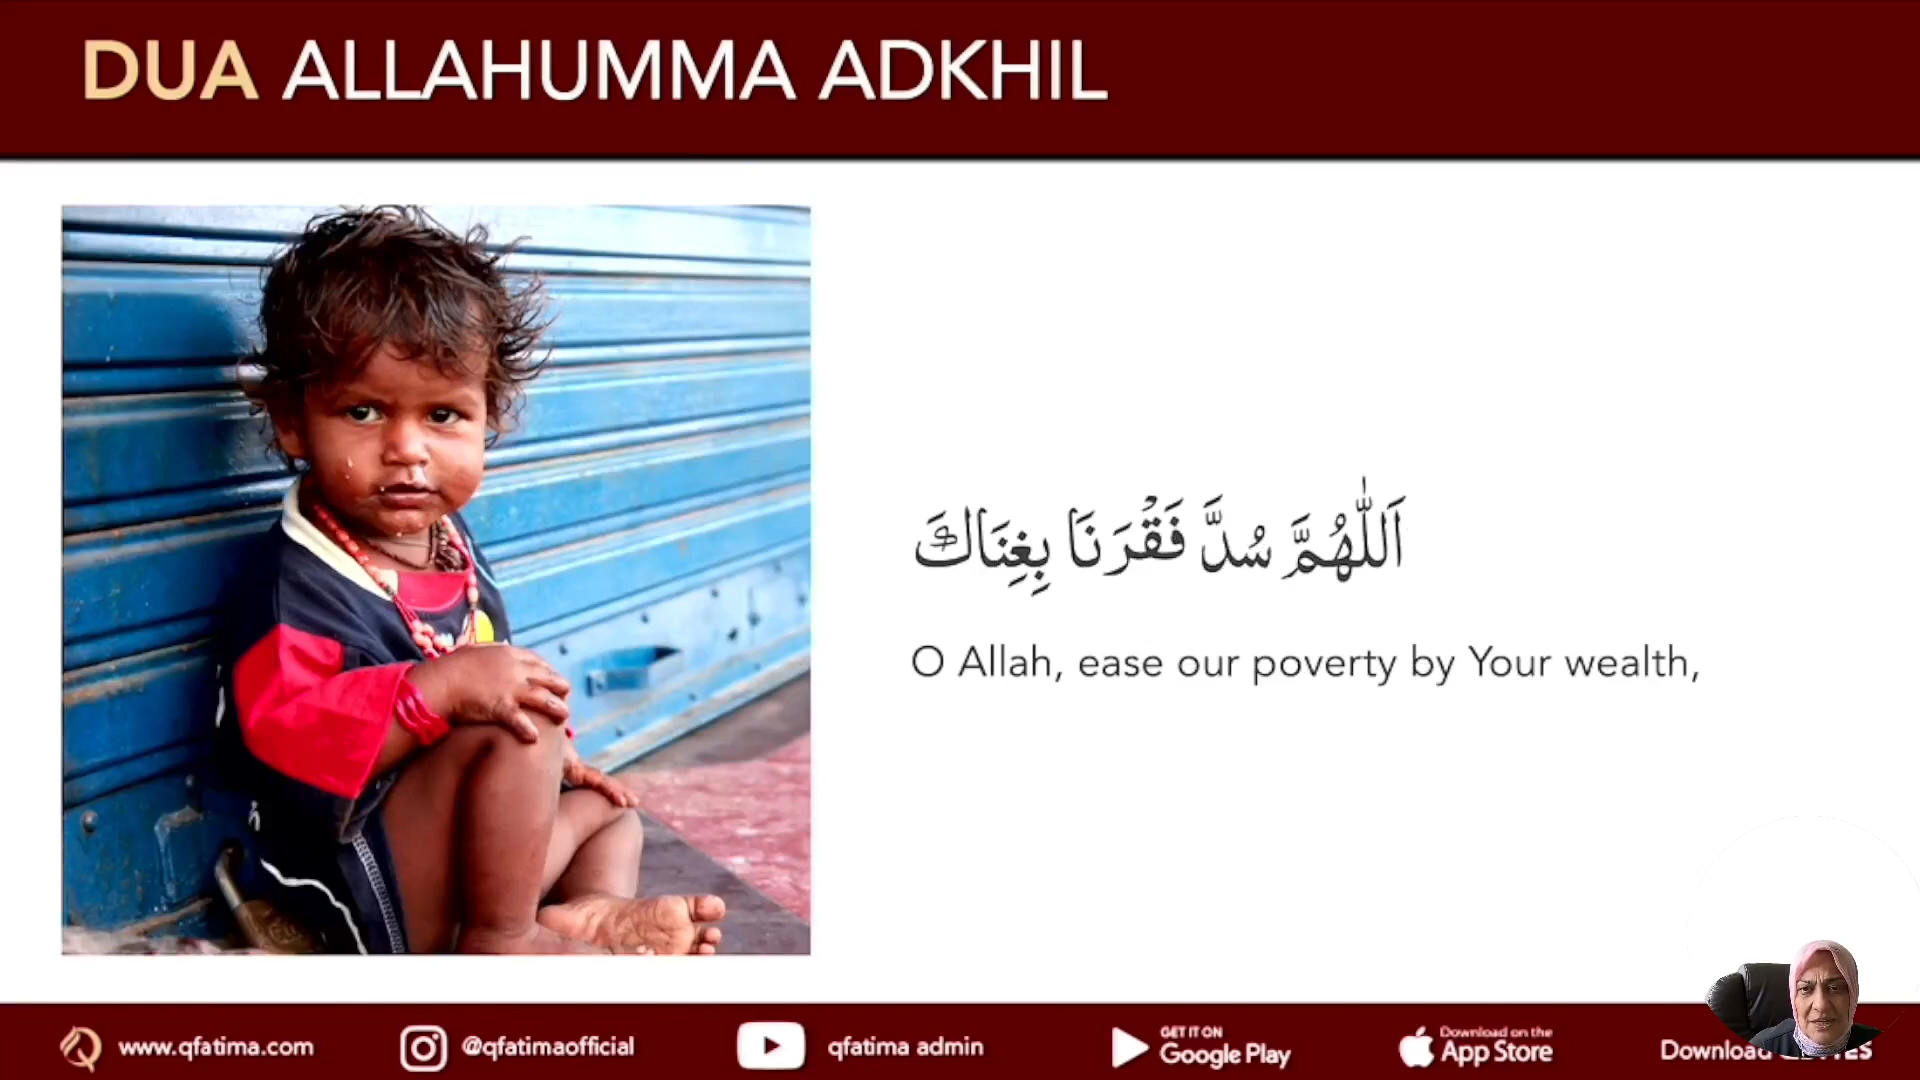 DUA ALLAHUMMA ADKHIL
اَللّٰهُمَّ سُدَّ فَقْرَنَا بِغِنَاكَ
O Allah, ease our poverty by Your wealth,
www.qfatima.com
@qfatimaofficial
qfatima admin
GET IT ON
Google Play
Download on the
App Store
Download